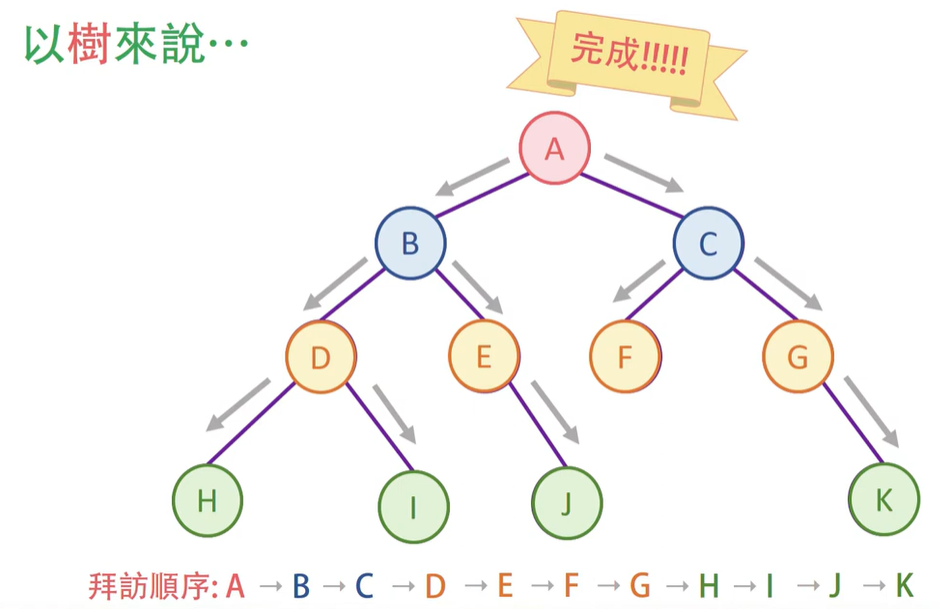 以樹來說…
完成!!!!!
A
B
C
D
E
F
G
H
I
J
K
拜訪順序: A → B → C → D → E → F → G → H → I → J → K